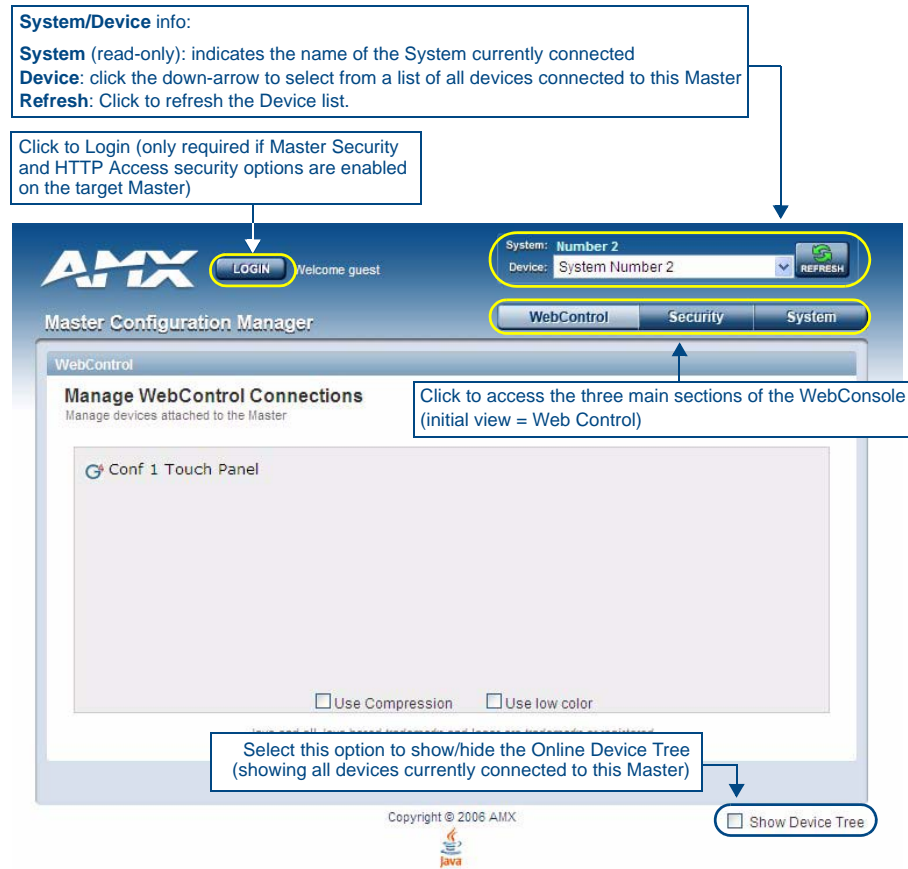 System/Device info:
System (read-only): indicates the name of the System currently connected
Device: click the down-arrow to select from a list of all devices connected to this Master
Refresh: Click to refresh the Device list.
Click to Login (only required if Master Security
and HTTP Access security options are enabled
on the target Master)
AMX
LOGIN
Welcome guest
System: Number 2
Device: System Number 2
REFRESH
Master Configuration Manager
WebControl
Security
System
WebControl
Manage WebControl Connections
Manage devices attached to the Master
Click to access the three main sections of the WebConsole
(initial view = Web Control)
Conf 1 Touch Panel
Use Compression
Use low color
Select this option to show/hide the Online Device Tree
(showing all devices currently connected to this Master)
Copyright © 2006 AMX
Show Device Tree
Java